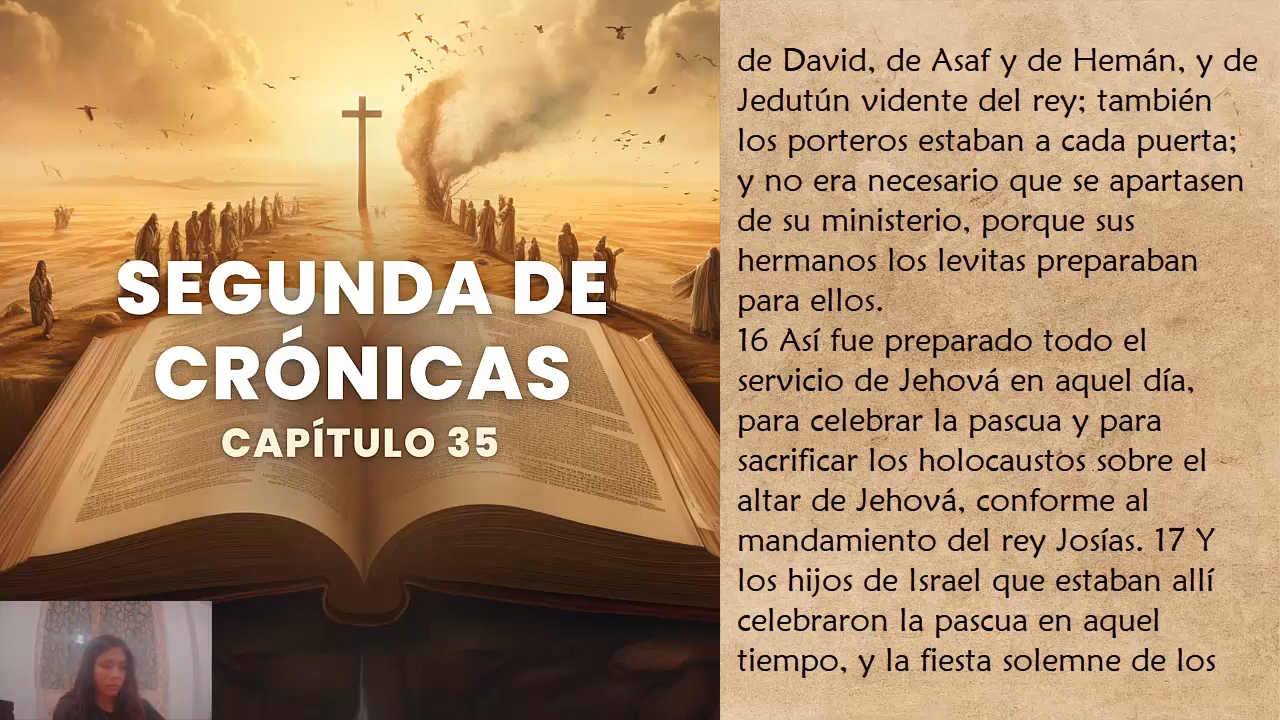 SEGUNDA DE
CRÓNICAS
CAPÍTULO 35
de David, de Asaf y de Hemán, y de
Jedutún vidente del rey; también
los porteros estaban a cada puerta;
y no era necesario que se apartasen
de su ministerio, porque sus
hermanos los levitas preparaban
para ellos.
16 Así fue preparado todo el
servicio de Jehová en aquel día,
para celebrar la pascua y para
sacrificar los holocaustos sobre el
altar de Jehová, conforme al
mandamiento del rey Josías. 17 Y
los hijos de Israel que estaban allí
celebraron la pascua en aquel
tiempo, y la fiesta solemne de los